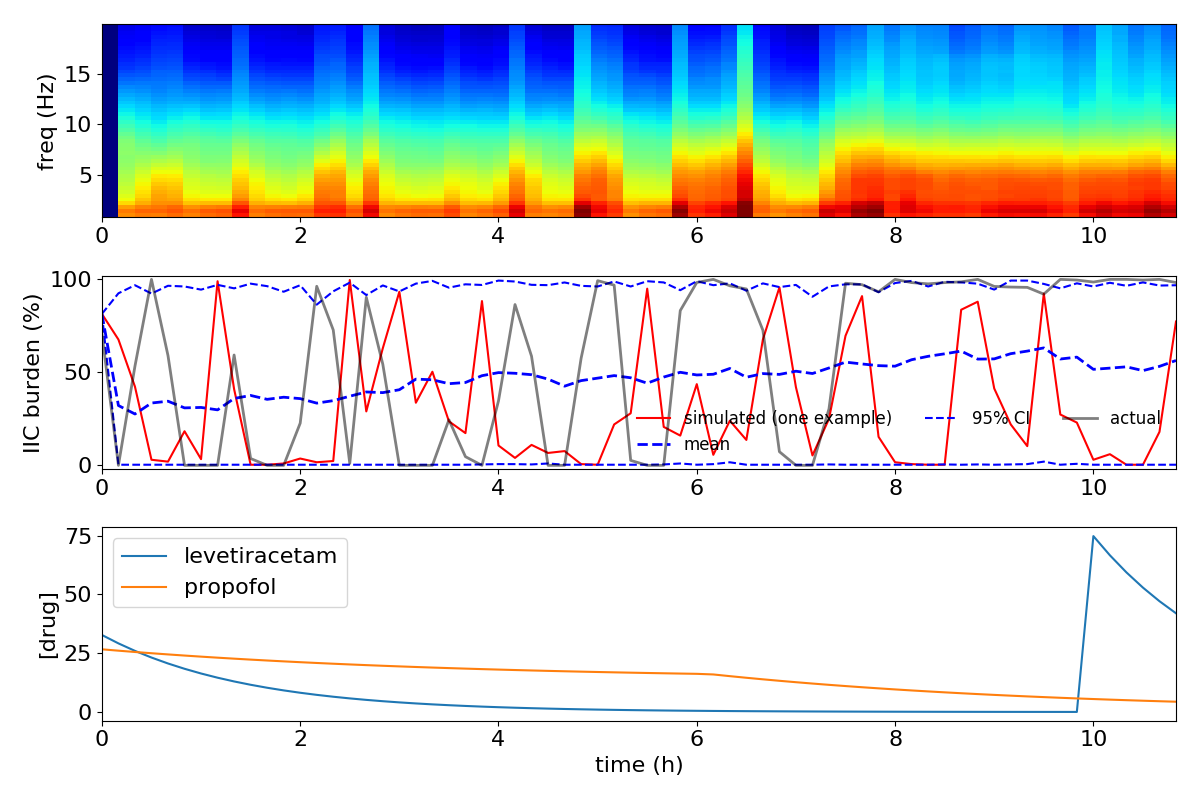 freq (Hz)
15
10
5
0 2 4 6 8 10
IIC burden (%)
100
50
0
simulated (one example)
mean
95% CI
actual
0 2 4 6 8 10
[drug]
75
50
25
0
levetiracetam
propofol
0 2 4 6 8 10
time (h)